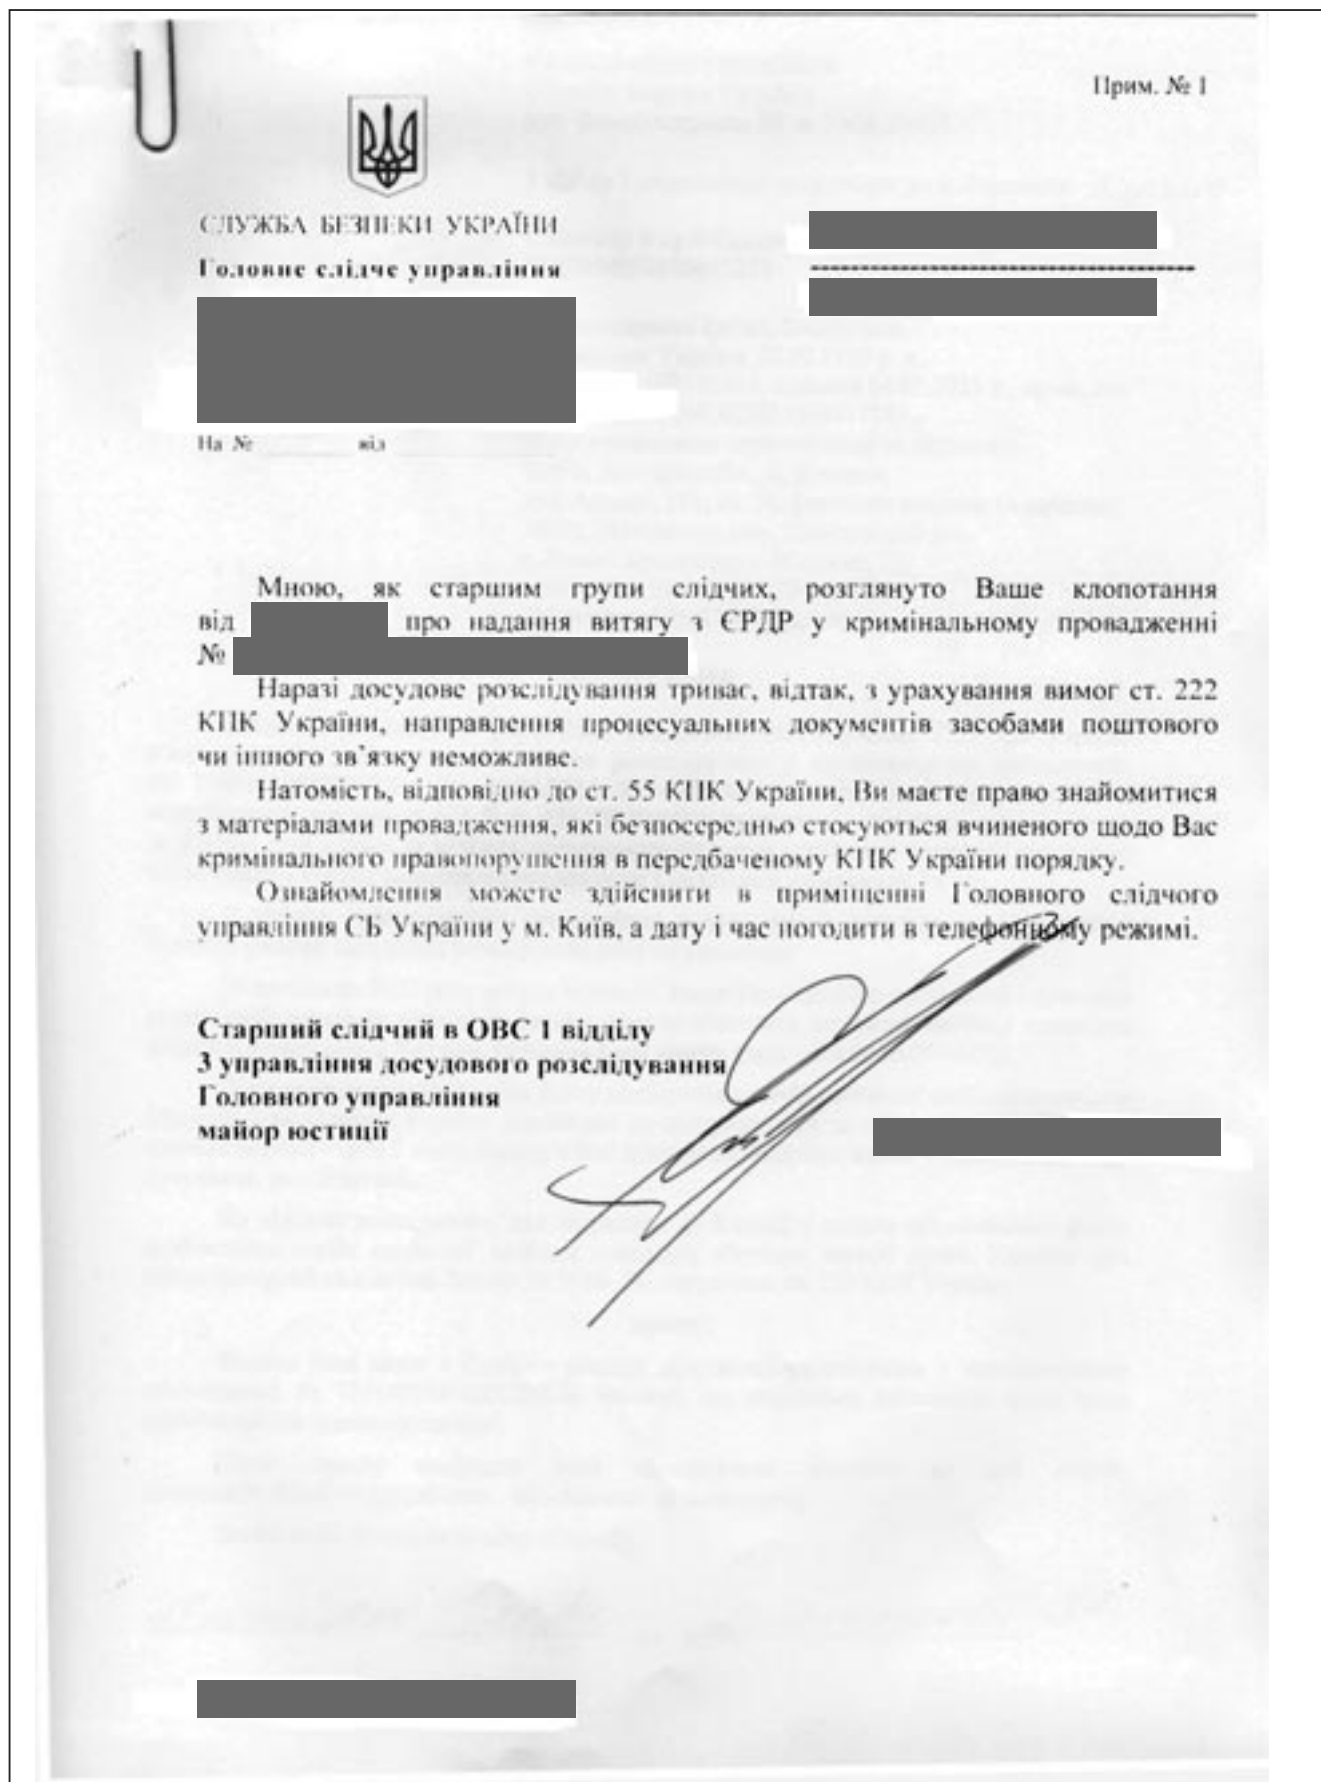 Прим. № 1
СЛУЖБА БЕЗПЕКИ УКРАЇНИ
Головне слідче управління
На № від
Мною, як старшим групи слідчих, розглянуто Ваше клопотання
від про надання витягу з ЄРДР у кримінальному провадженні
№
Наразі досудове розслідування триває, відтак, з урахування вимог ст. 222
КПК України, направлення процесуальних документів засобами поштового
чи іншого зв’язку неможливе.
Натомість, відповідно до ст. 55 КПК України, Ви маєте право знайомитися
з матеріалами провадження, які безпосередньо стосуються вчиненого щодо Вас
кримінального правопорушення в передбаченому КПК України порядку.
Ознайомлення можете здійснити в приміщенні Головного слідчого
управління СБ України у м. Київ, а дату і час погодити в телефонному режимі.
Старший слідчий в ОВС 1 відділу
3 управління досудового розслідування
Головного управління
майор юстиції